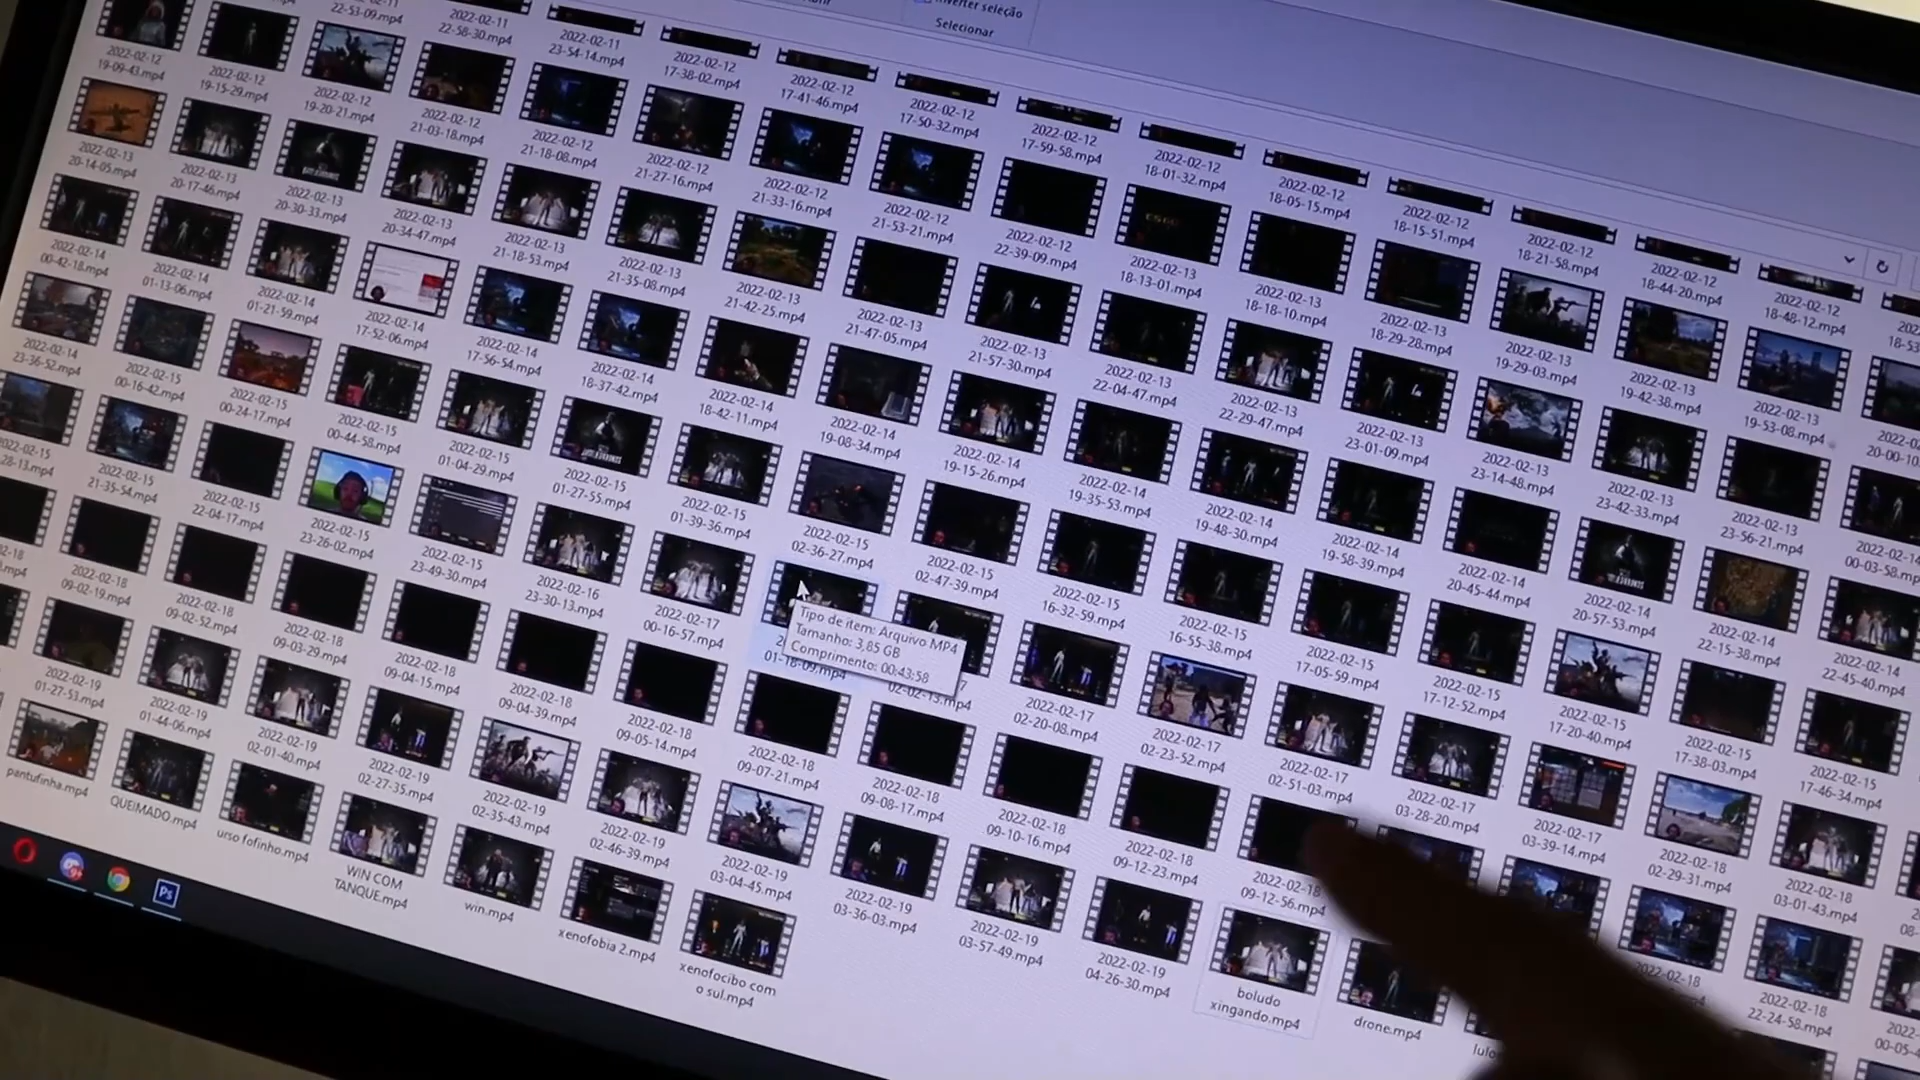 Inverter seleção
Selecionar
22-53-09.mp4
2022-02-11
22-58-30.mp4
2022-02-11
23-54-14.mp4
2022-02-12
17-38-02.mp4
2022-02-12
17-41-46.mp4
2022-02-12
17-50-32.mp4
2022-02-12
17-59-58.mp4
2022-02-12
18-01-32.mp4
2022-02-12
18-05-15.mp4
2022-02-12
18-15-51.mp4
2022-02-12
18-21-58.mp4
2022-02-12
18-44-20.mp4
2022-02-12
18-48-12.mp4
2022-02-12
19-09-43.mp4
2022-02-12
19-15-29.mp4
2022-02-12
19-20-21.mp4
2022-02-12
21-03-18.mp4
2022-02-12
21-18-08.mp4
2022-02-12
21-27-16.mp4
2022-02-12
21-33-16.mp4
2022-02-12
21-53-21.mp4
2022-02-12
22-39-09.mp4
2022-02-13
18-13-01.mp4
2022-02-13
18-18-10.mp4
2022-02-13
18-29-28.mp4
2022-02-13
19-29-03.mp4
2022-02-13
19-42-38.mp4
2022-02-13
19-53-08.mp4
20-00-10
2022-02-13
20-14-05.mp4
2022-02-13
20-17-46.mp4
2022-02-13
20-30-33.mp4
2022-02-13
20-34-47.mp4
2022-02-13
21-18-53.mp4
2022-02-13
21-35-08.mp4
2022-02-13
21-42-25.mp4
2022-02-13
21-47-05.mp4
2022-02-13
21-57-30.mp4
2022-02-13
22-04-47.mp4
2022-02-13
22-29-47.mp4
2022-02-13
23-01-09.mp4
2022-02-13
23-14-48.mp4
2022-02-13
23-42-33.mp4
2022-02-13
23-56-21.mp4
2022-02-14
00-03-58.mp4
2022-02-14
00-42-18.mp4
2022-02-14
01-13-06.mp4
2022-02-14
01-21-59.mp4
2022-02-14
17-52-06.mp4
2022-02-14
17-56-54.mp4
2022-02-14
18-37-42.mp4
2022-02-14
18-42-11.mp4
2022-02-14
19-08-34.mp4
2022-02-14
19-15-26.mp4
2022-02-14
19-35-53.mp4
2022-02-14
19-48-30.mp4
2022-02-14
19-58-39.mp4
2022-02-14
20-45-44.mp4
2022-02-14
20-57-53.mp4
2022-02-14
22-15-38.mp4
2022-02-14
22-45-40.mp4
2022-02-14
23-36-52.mp4
2022-02-15
00-16-42.mp4
2022-02-15
00-24-17.mp4
2022-02-15
00-44-58.mp4
2022-02-15
01-04-29.mp4
2022-02-15
01-27-55.mp4
2022-02-15
01-39-36.mp4
2022-02-15
02-36-27.mp4
2022-02-15
02-47-39.mp4
2022-02-15
16-32-59.mp4
2022-02-15
16-55-38.mp4
2022-02-15
17-05-59.mp4
2022-02-15
17-12-52.mp4
2022-02-15
17-20-40.mp4
2022-02-15
17-38-03.mp4
2022-02-15
17-46-34.mp4
28-13.mp4
2022-02-15
21-35-54.mp4
2022-02-15
22-04-17.mp4
2022-02-15
23-26-02.mp4
2022-02-15
23-49-30.mp4
2022-02-16
23-30-13.mp4
2022-02-17
00-16-57.mp4
01-18-09.mp4
Tipo de item: Arquivo MP4
Tamanho: 3,85 GB
Comprimento: 00:43:58
02-02-13.mp4
2022-02-17
02-20-08.mp4
2022-02-17
02-23-52.mp4
2022-02-17
02-51-03.mp4
2022-02-17
03-28-20.mp4
2022-02-17
03-39-14.mp4
2022-02-18
02-29-31.mp4
2022-02-18
03-01-43.mp4
2022-02-18
09-02-19.mp4
2022-02-18
09-02-52.mp4
2022-02-18
09-03-29.mp4
2022-02-18
09-04-15.mp4
2022-02-18
09-04-39.mp4
2022-02-18
09-05-14.mp4
2022-02-18
09-07-21.mp4
2022-02-18
09-08-17.mp4
2022-02-18
09-10-16.mp4
2022-02-18
09-12-23.mp4
2022-02-18
09-12-56.mp4
2022-02-18
2022-02-18
22-24-58.mp4
2022-02-19
01-27-53.mp4
2022-02-19
01-44-06.mp4
2022-02-19
02-01-40.mp4
2022-02-19
02-27-35.mp4
2022-02-19
02-35-43.mp4
2022-02-19
02-46-39.mp4
2022-02-19
03-04-45.mp4
2022-02-19
03-36-03.mp4
2022-02-19
03-57-49.mp4
2022-02-19
04-26-30.mp4
boludo
xingando.mp4
drone.mp4
pantufinha.mp4
QUEIMADO.mp4
urso fofinho.mp4
WIN COM
TANQUE.mp4
win.mp4
xenofobia 2.mp4
xenofocibo com
o sul.mp4
Ps